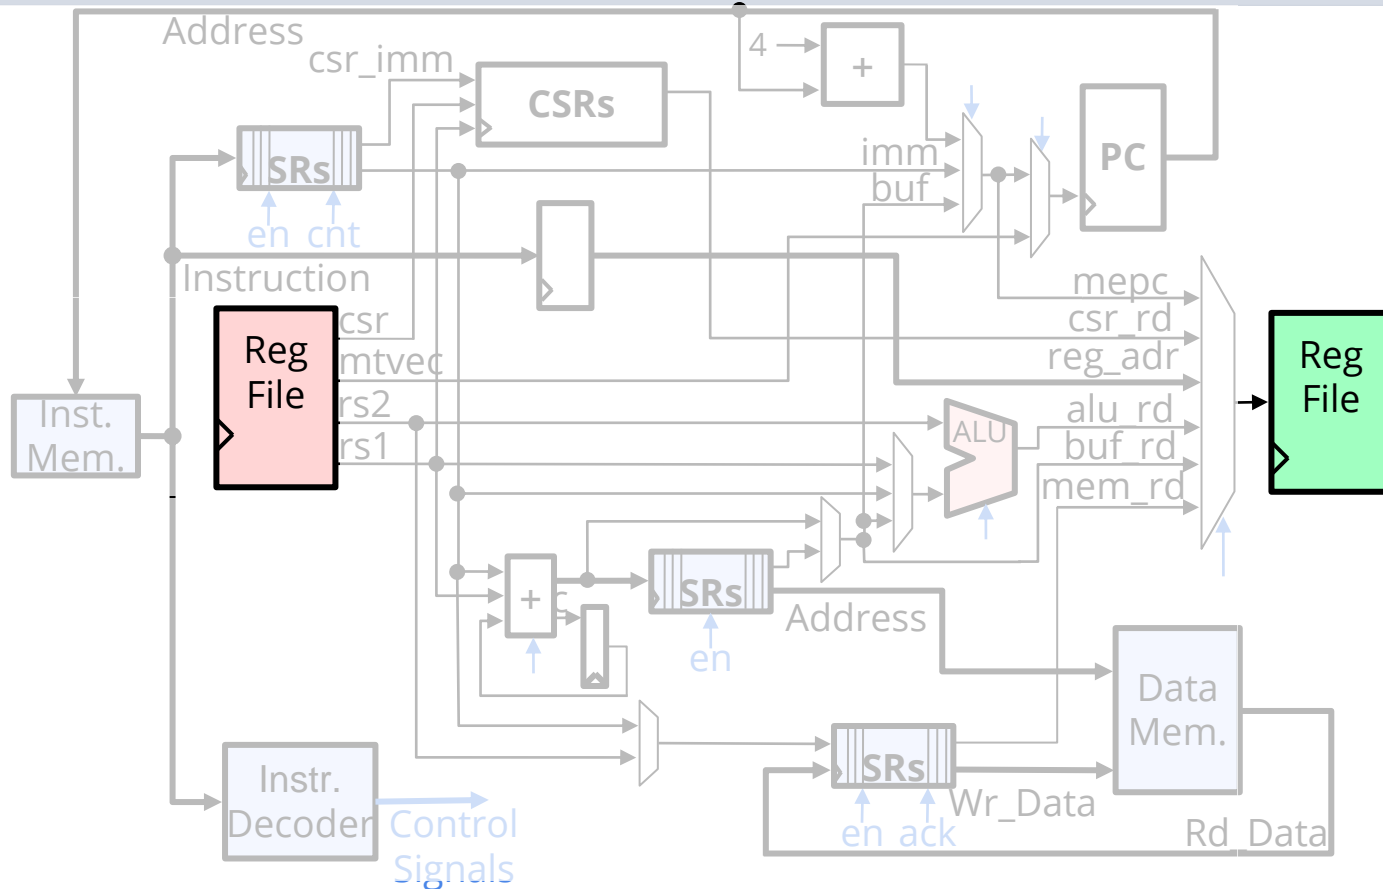 Address
4
+
csr_imm
CSRs
PC
SRs
imm
buf
en cnt
Instruction
mepc
csr
csr_rd
Reg
File
mtvec
reg_adr
Reg
File
rs2
alu_rd
Inst.
Mem.
ALU
rs1
buf_rd
mem_rd
+
c
SRs
Address
en
Data
Mem.
SRs
Instr.
Decoder
Wr_Data
Control
Signals
en ack
Rd_Data